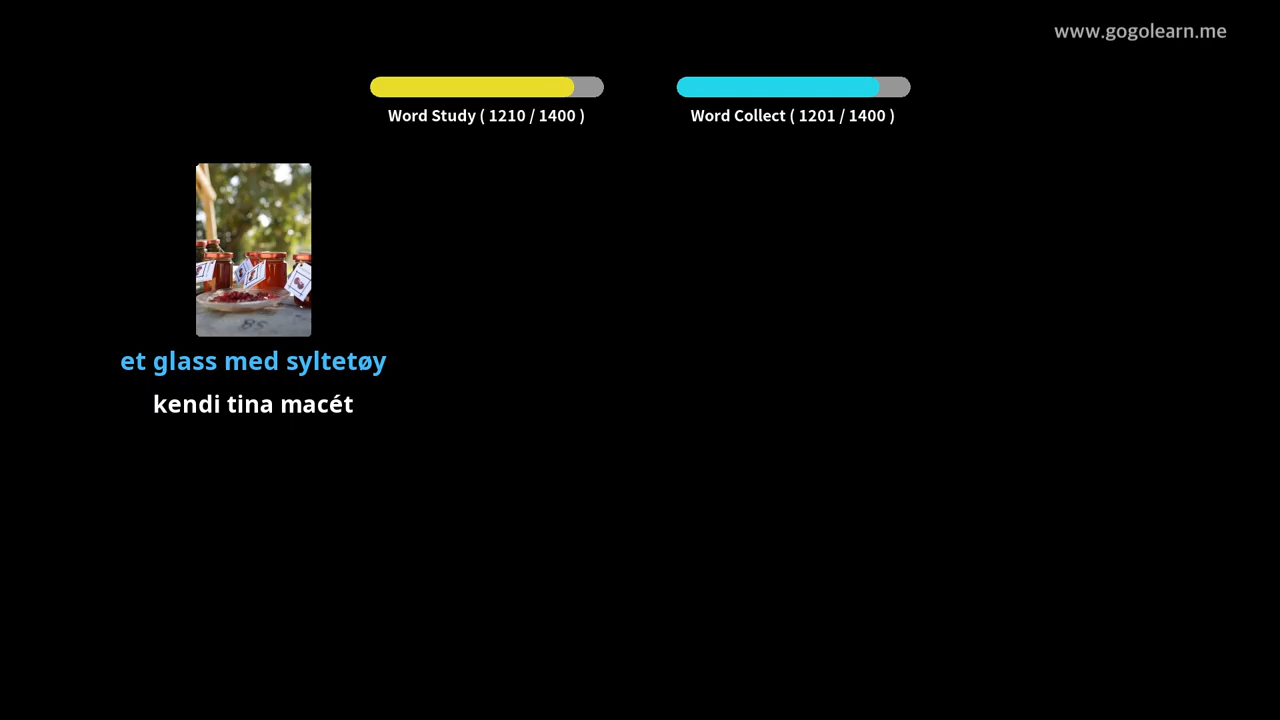 www.gogolearn.me
Word Study ( 1210 / 1400 )
Word Collect ( 1201 / 1400 )
et glass med syltetøy
kendi tina macét